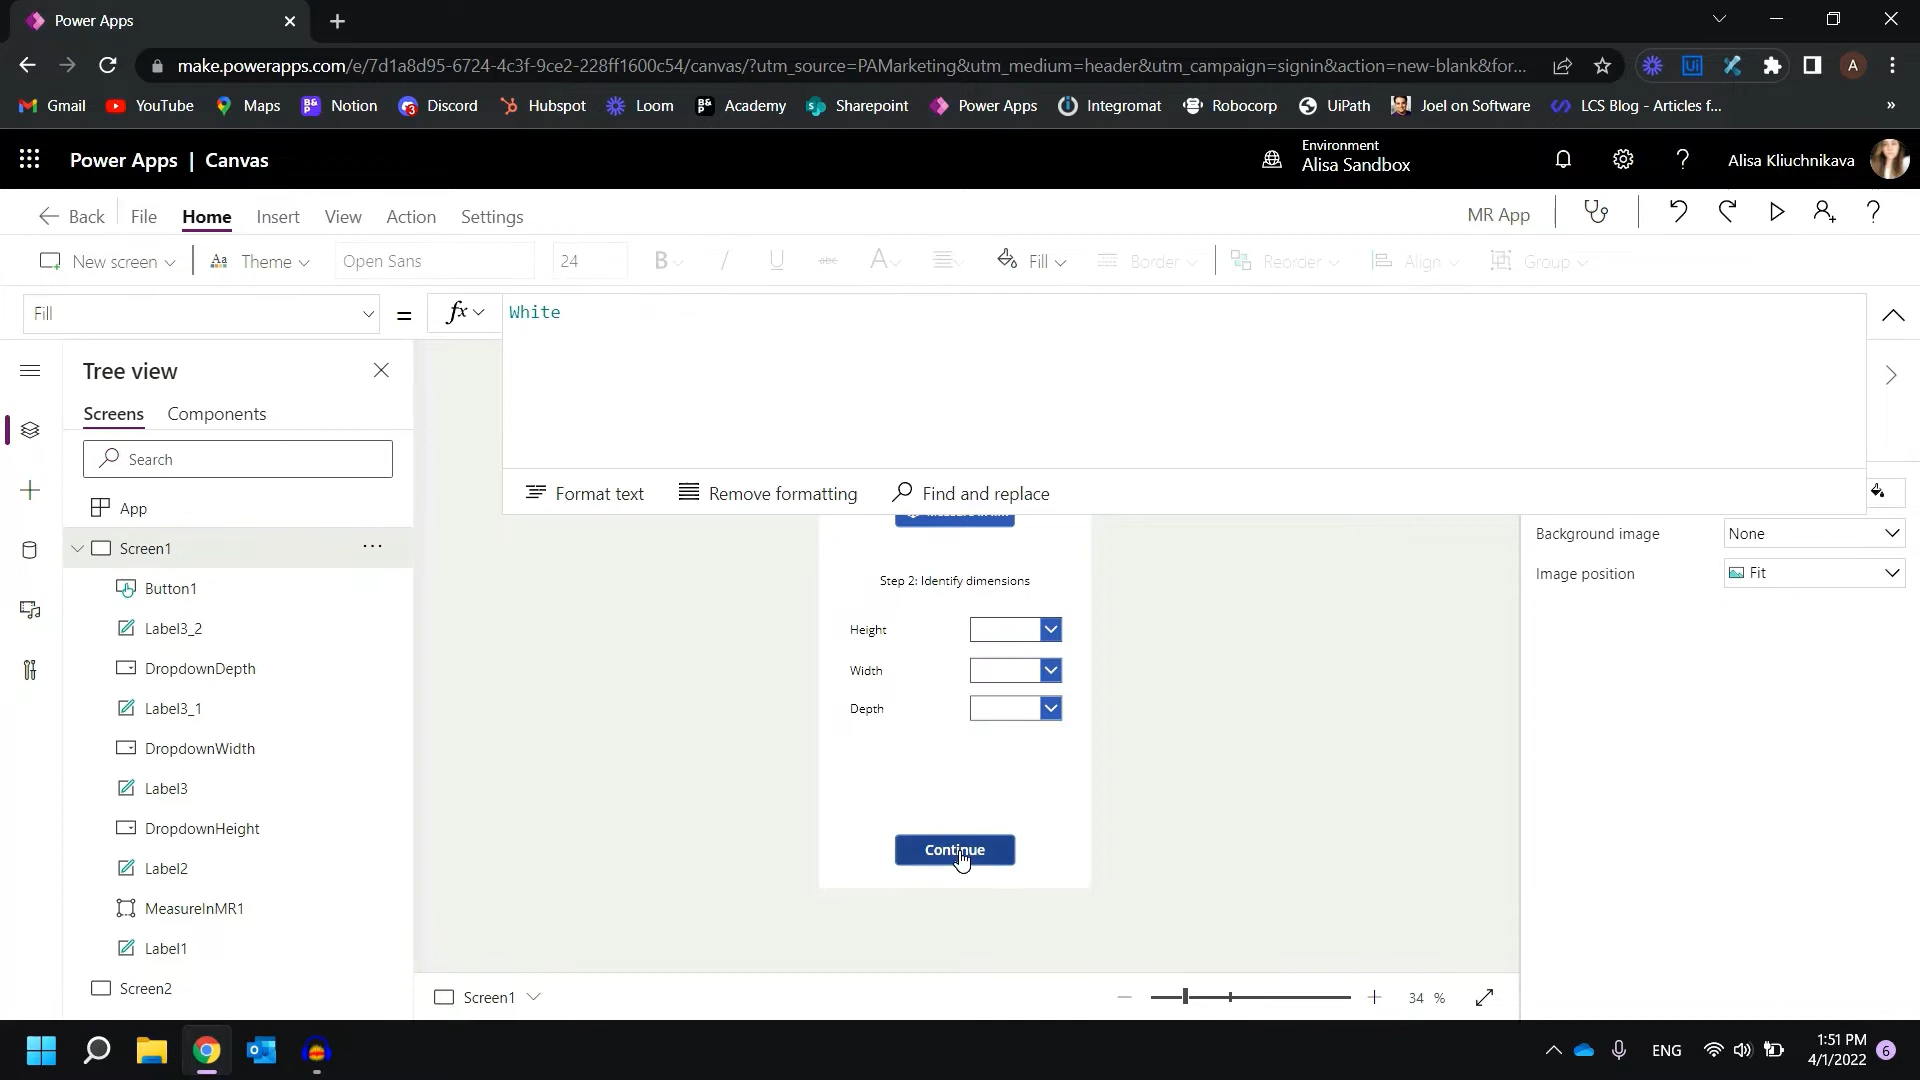 Power Apps
make.powerapps.com/e/7d1a8d95-6724-4c3f-9ce2-228ff1600c54/canvas/?utm_source=PAMarketing&utm_medium=header&utm_campaign=signin&action=new-blank&for...
A
Gmail YouTube Maps Notion Discord Hubspot Loom Academy Sharepoint Power Apps Integromat Robocorp UiPath Joel on Software LCS Blog - Articles f... »
Power Apps | Canvas
Environment
Alisa Sandbox
Alisa Kliuchnikava
Back File Home Insert View Action Settings MR App
New screen Theme Open Sans 24 B / U abc A Fill Border Reorder Align Group
Fill = fx White
Tree view
Screens Components
Search
Format text Remove formatting Find and replace
App
Screen1 ...
Button1
Label3_2
DropdownDepth
Label3_1
DropdownWidth
Label3
DropdownHeight
Label2
MeasureInMR1
Label1
Screen2
Step 2: Identify dimensions
Height
Width
Depth
Continue
Background image None
Image position Fit
Screen1 34 %
ENG 1:51 PM
4/1/2022 6